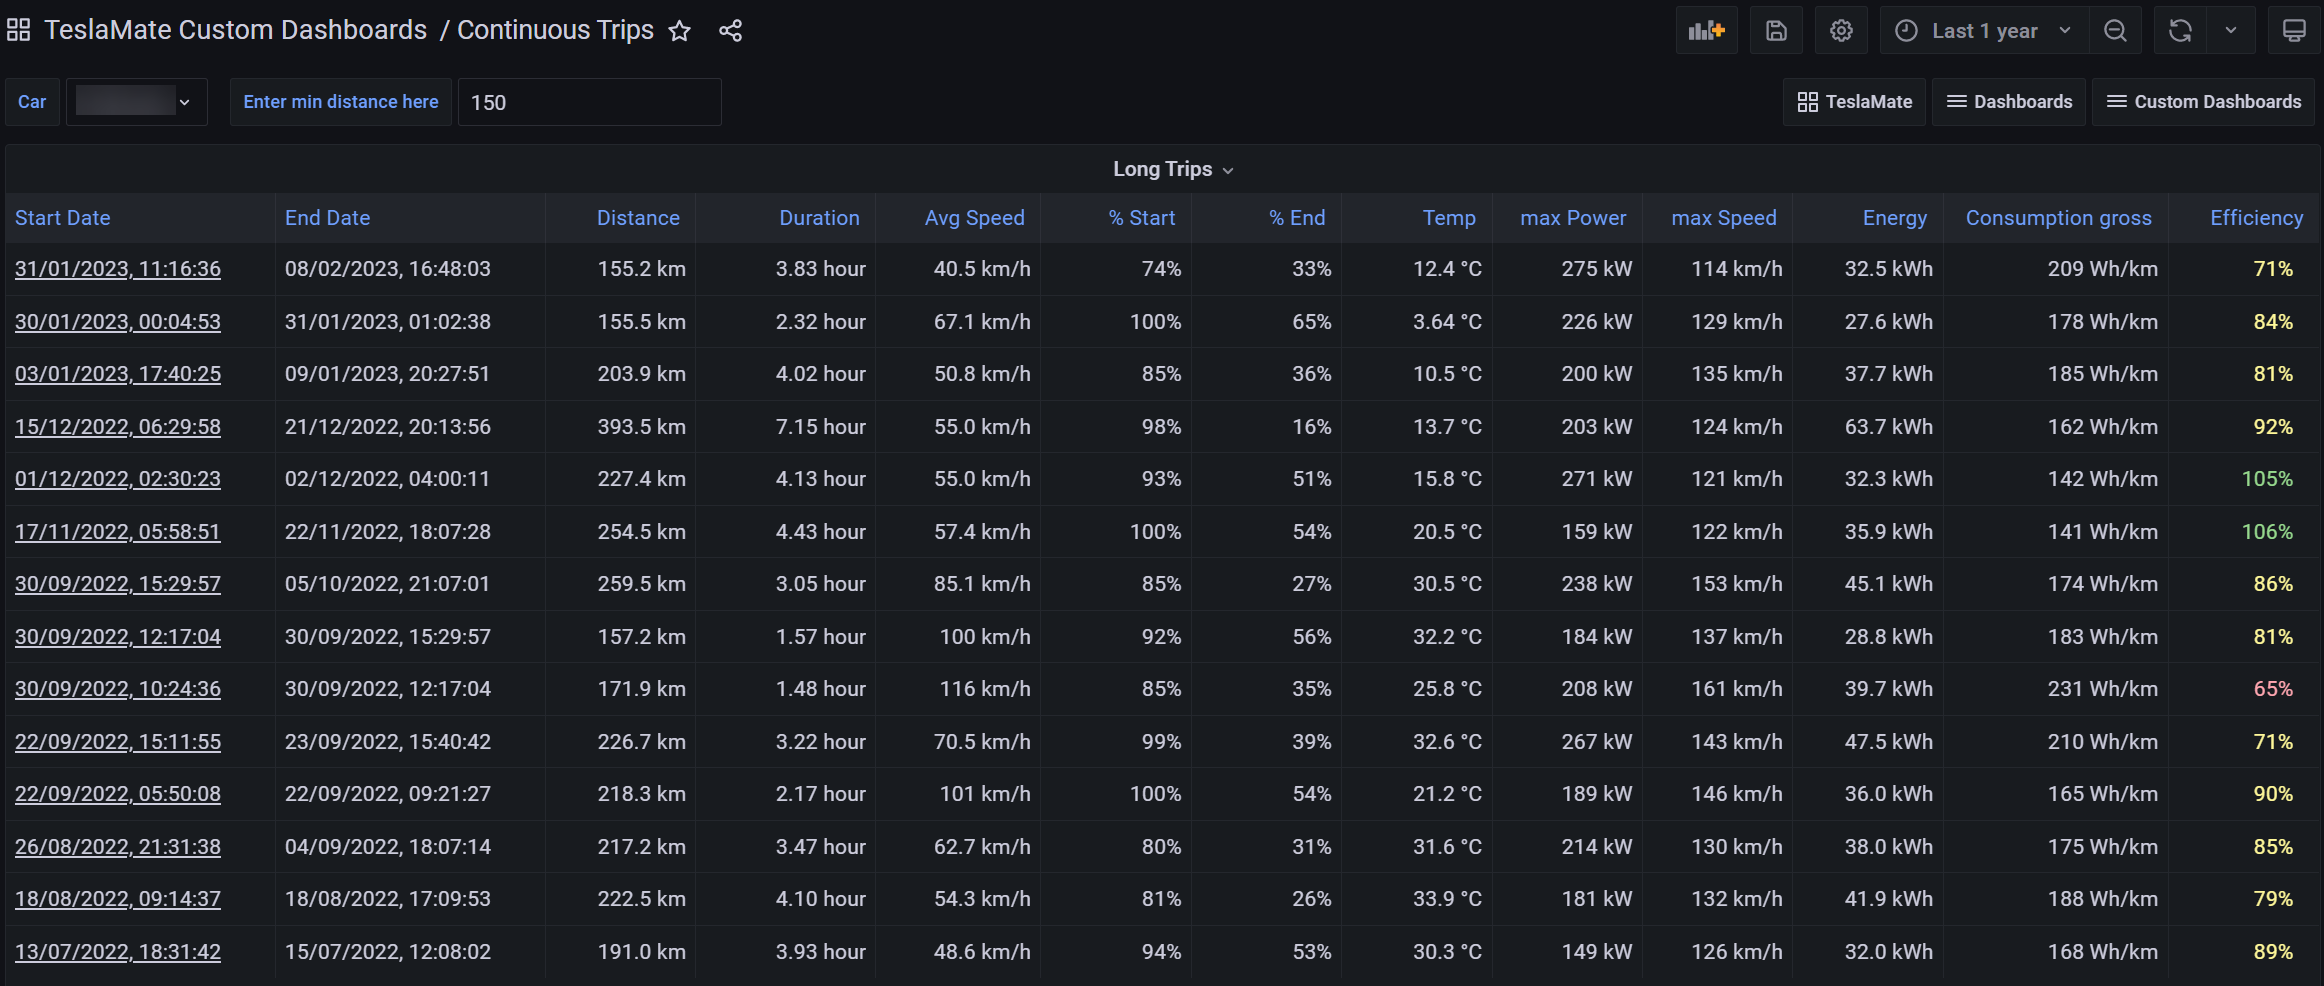 TeslaMate Custom Dashboards / Continuous Trips Last 1 year
Car Enter min distance here 150 TeslaMate Dashboards Custom Dashboards
Long Trips
Start Date End Date Distance Duration Avg Speed % Start % End Temp max Power max Speed Energy Consumption gross Efficiency
31/01/2023, 11:16:36 08/02/2023, 16:48:03 155.2 km 3.83 hour 40.5 km/h 74% 33% 12.4 °C 275 kW 114 km/h 32.5 kWh 209 Wh/km 71%
30/01/2023, 00:04:53 31/01/2023, 01:02:38 155.5 km 2.32 hour 67.1 km/h 100% 65% 3.64 °C 226 kW 129 km/h 27.6 kWh 178 Wh/km 84%
03/01/2023, 17:40:25 09/01/2023, 20:27:51 203.9 km 4.02 hour 50.8 km/h 85% 36% 10.5 °C 200 kW 135 km/h 37.7 kWh 185 Wh/km 81%
15/12/2022, 06:29:58 21/12/2022, 20:13:56 393.5 km 7.15 hour 55.0 km/h 98% 16% 13.7 °C 203 kW 124 km/h 63.7 kWh 162 Wh/km 92%
01/12/2022, 02:30:23 02/12/2022, 04:00:11 227.4 km 4.13 hour 55.0 km/h 93% 51% 15.8 °C 271 kW 121 km/h 32.3 kWh 142 Wh/km 105%
17/11/2022, 05:58:51 22/11/2022, 18:07:28 254.5 km 4.43 hour 57.4 km/h 100% 54% 20.5 °C 159 kW 122 km/h 35.9 kWh 141 Wh/km 106%
30/09/2022, 15:29:57 05/10/2022, 21:07:01 259.5 km 3.05 hour 85.1 km/h 85% 27% 30.5 °C 238 kW 153 km/h 45.1 kWh 174 Wh/km 86%
30/09/2022, 12:17:04 30/09/2022, 15:29:57 157.2 km 1.57 hour 100 km/h 92% 56% 32.2 °C 184 kW 137 km/h 28.8 kWh 183 Wh/km 81%
30/09/2022, 10:24:36 30/09/2022, 12:17:04 171.9 km 1.48 hour 116 km/h 85% 35% 25.8 °C 208 kW 161 km/h 39.7 kWh 231 Wh/km 65%
22/09/2022, 15:11:55 23/09/2022, 15:40:42 226.7 km 3.22 hour 70.5 km/h 99% 39% 32.6 °C 267 kW 143 km/h 47.5 kWh 210 Wh/km 71%
22/09/2022, 05:50:08 22/09/2022, 09:21:27 218.3 km 2.17 hour 101 km/h 100% 54% 21.2 °C 189 kW 146 km/h 36.0 kWh 165 Wh/km 90%
26/08/2022, 21:31:38 04/09/2022, 18:07:14 217.2 km 3.47 hour 62.7 km/h 80% 31% 31.6 °C 214 kW 130 km/h 38.0 kWh 175 Wh/km 85%
18/08/2022, 09:14:37 18/08/2022, 17:09:53 222.5 km 4.10 hour 54.3 km/h 81% 26% 33.9 °C 181 kW 132 km/h 41.9 kWh 188 Wh/km 79%
13/07/2022, 18:31:42 15/07/2022, 12:08:02 191.0 km 3.93 hour 48.6 km/h 94% 53% 30.3 °C 149 kW 126 km/h 32.0 kWh 168 Wh/km 89%